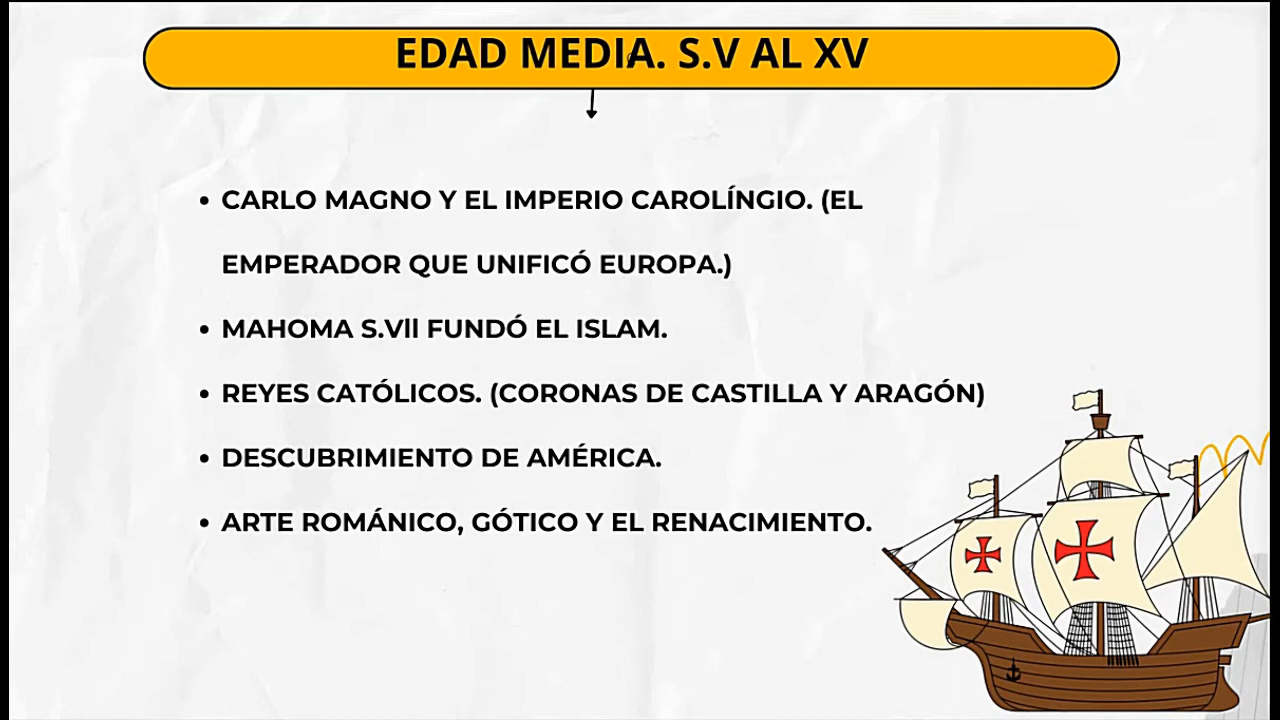 EDAD MEDIA. S.V AL XV
• CARLO MAGNO Y EL IMPERIO CAROLÍNGIO. (EL
EMPERADOR QUE UNIFICÓ EUROPA.)
• MAHOMA S.Vll FUNDÓ EL ISLAM.
• REYES CATÓLICOS. (CORONAS DE CASTILLA Y ARAGÓN)
• DESCUBRIMIENTO DE AMÉRICA.
• ARTE ROMÁNICO, GÓTICO Y EL RENACIMIENTO.